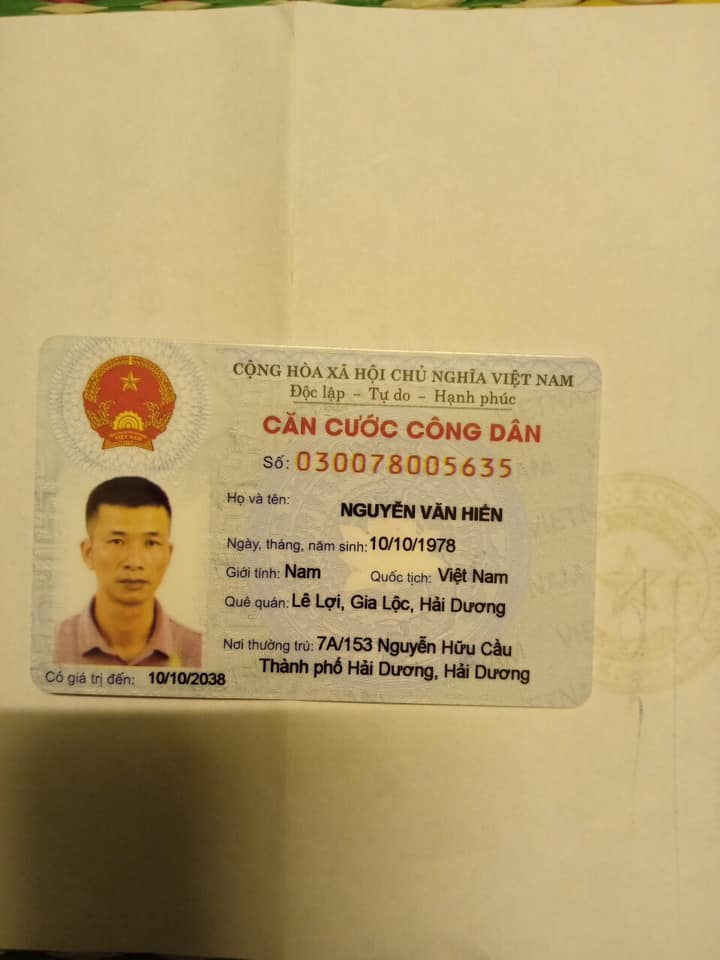 CỘNG HÒA XÃ HỘI CHỦ NGHĨA VIỆT NAM
Độc lập - Tự do - Hạnh phúc
CĂN CƯỚC CÔNG DÂN
Số: 030078005635
Họ và tên: NGUYỄN VĂN HIẾN
Ngày, tháng, năm sinh: 10/10/1978
Giới tính: Nam Quốc tịch: Việt Nam
Quê quán: Lê Lợi, Gia Lộc, Hải Dương
Nơi thường trú: 7A/153 Nguyễn Hữu Cầu
Thành phố Hải Dương, Hải Dương
Có giá trị đến: 10/10/2038
VIỆT NAM